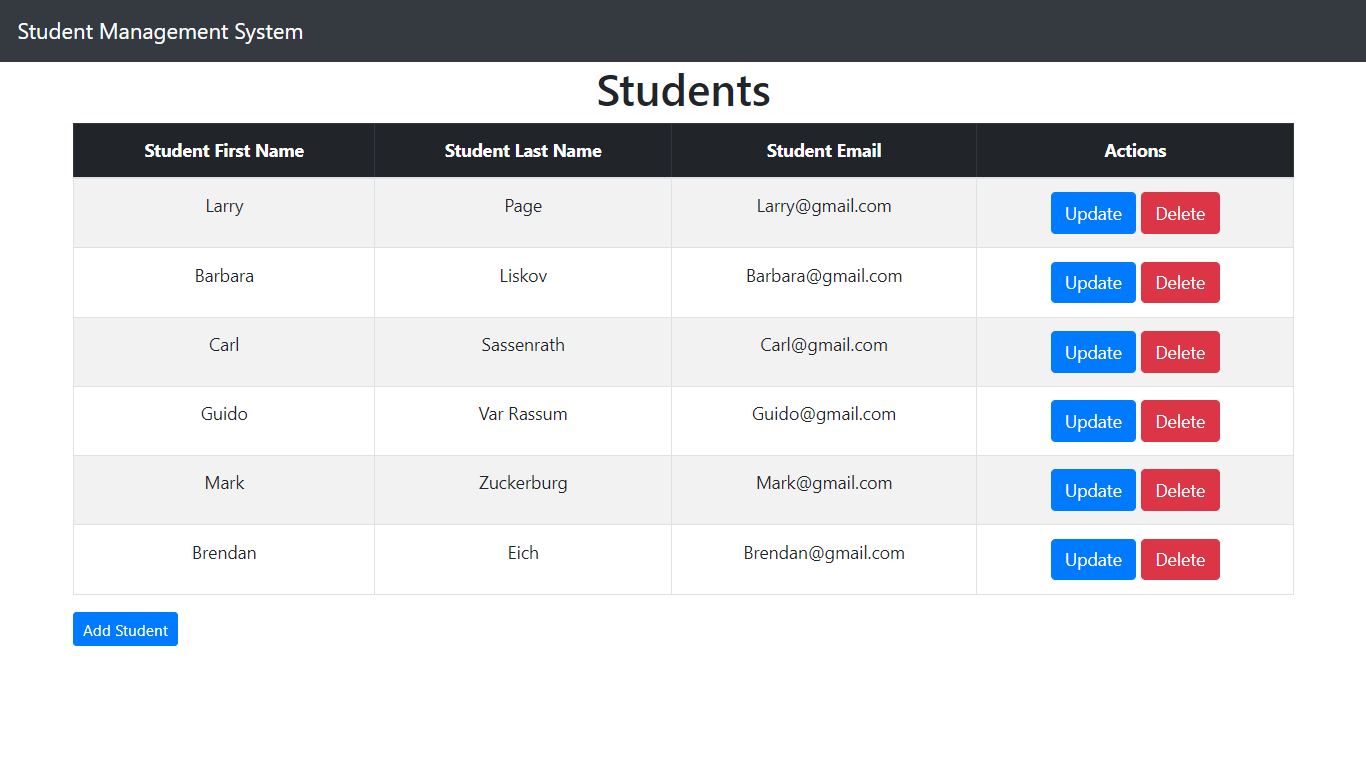 Student Management System
Students
Student First Name Student Last Name Student Email Actions
Larry Page Larry@gmail.com Update Delete
Barbara Liskov Barbara@gmail.com Update Delete
Carl Sassenrath Carl@gmail.com Update Delete
Guido Var Rassum Guido@gmail.com Update Delete
Mark Zuckerburg Mark@gmail.com Update Delete
Brendan Eich Brendan@gmail.com Update Delete
Add Student